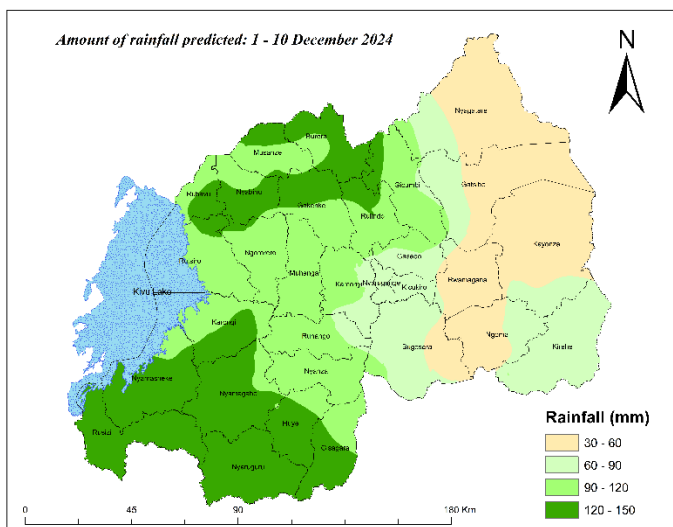 Amount of rainfall predicted: 1 - 10 December 2024
N
Nyagatare
Burera
Musanze
Rubavu
Nyabihu
Gakenke
Gicumbi
Gatsibo
Rulindo
Kayonza
Rutsiro
Ngororero
Muhanga
Gasabo
Kamonyi
Nyarugenge
Kicukiro
Rwamagana
Kivu Lake
Karongi
Ruhango
Bugesera
Ngoma
Kirehe
Nyamasheke
Nyamagabe
Nyanza
Rusizi
Huye
Gisagara
Nyaruguru
Rainfall (mm)
30 - 60
60 - 90
90 - 120
120 - 150
0 45 90 180 Km